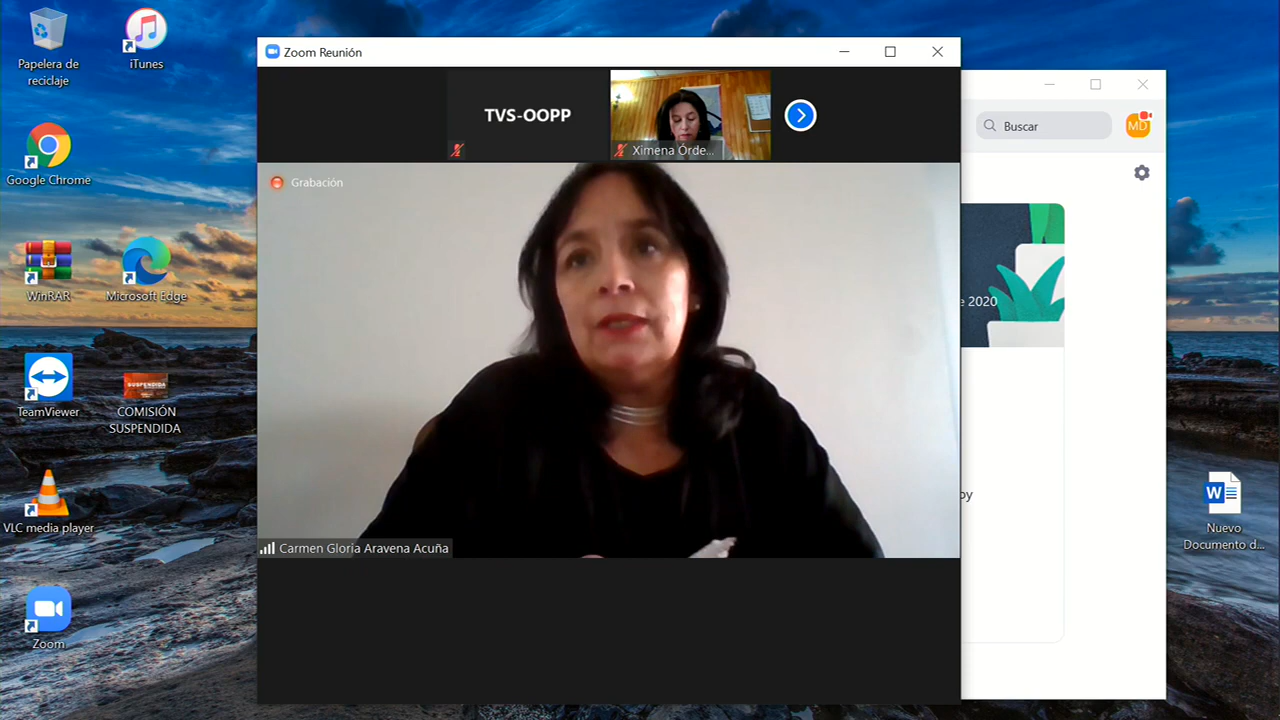 Papelera de
reciclaje
iTunes
Google Chrome
WinRAR
Microsoft Edge
TeamViewer
SUSPENDIDA
COMISIÓN
SUSPENDIDA
VLC media player
Zoom
Zoom Reunión
TVS-OOPP
Ximena Órde...
Grabación
Carmen Gloria Aravena Acuña
Buscar
MD
e 2020
oy
W
Nuevo
Documento d...